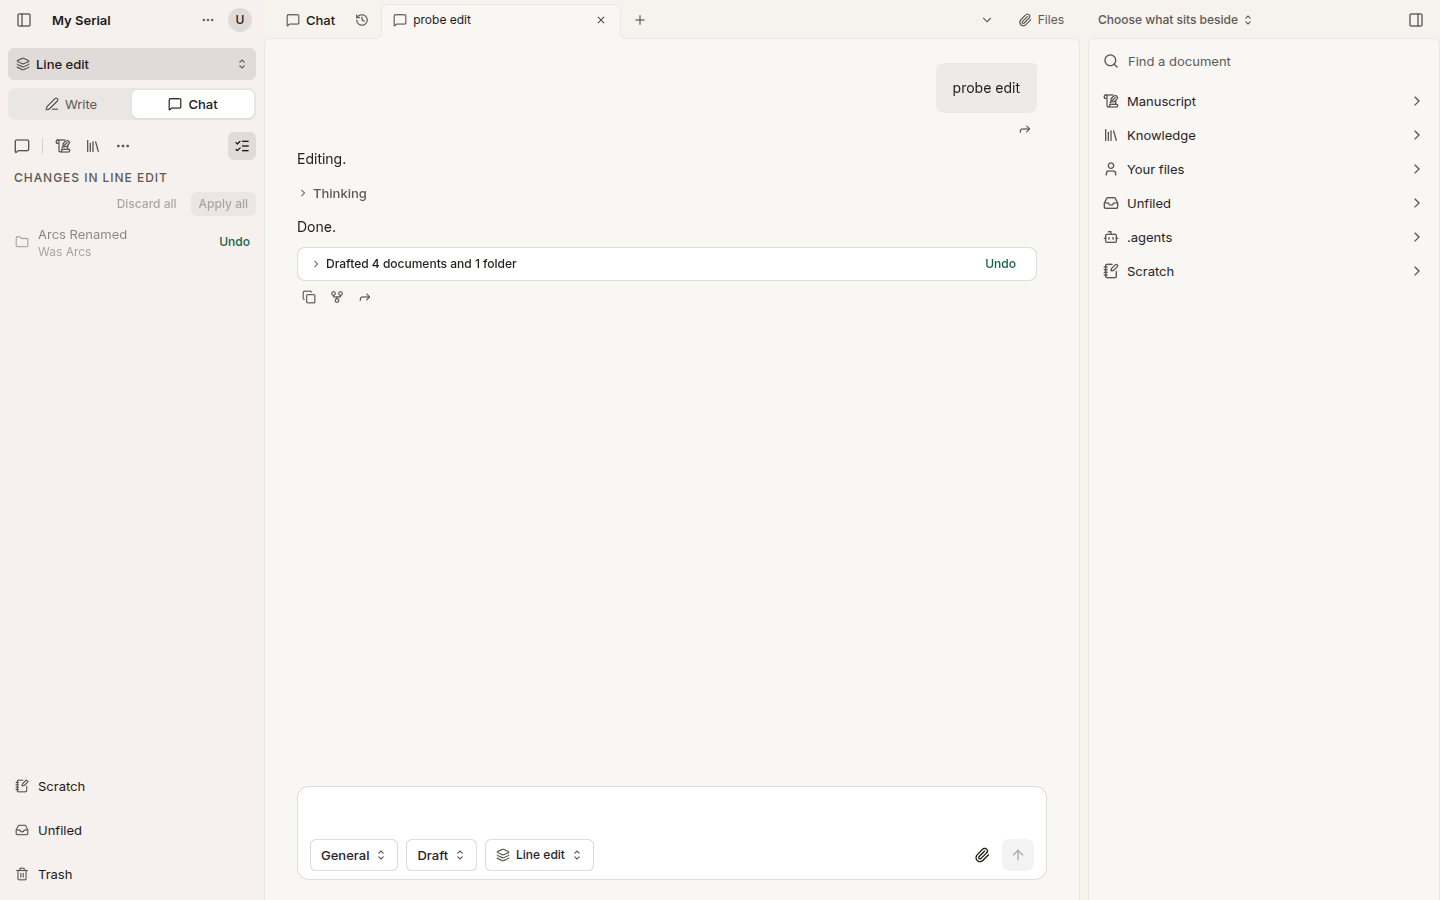 My Serial
U
Line edit
Write
Chat
CHANGES IN LINE EDIT
Discard all
Apply all
Arcs Renamed
Was Arcs
Undo
Scratch
Unfiled
Trash
Chat
probe edit
Files
probe edit
Editing.
Thinking
Done.
Drafted 4 documents and 1 folder
Undo
General
Draft
Line edit
Choose what sits beside
Find a document
Manuscript
Knowledge
Your files
Unfiled
.agents
Scratch